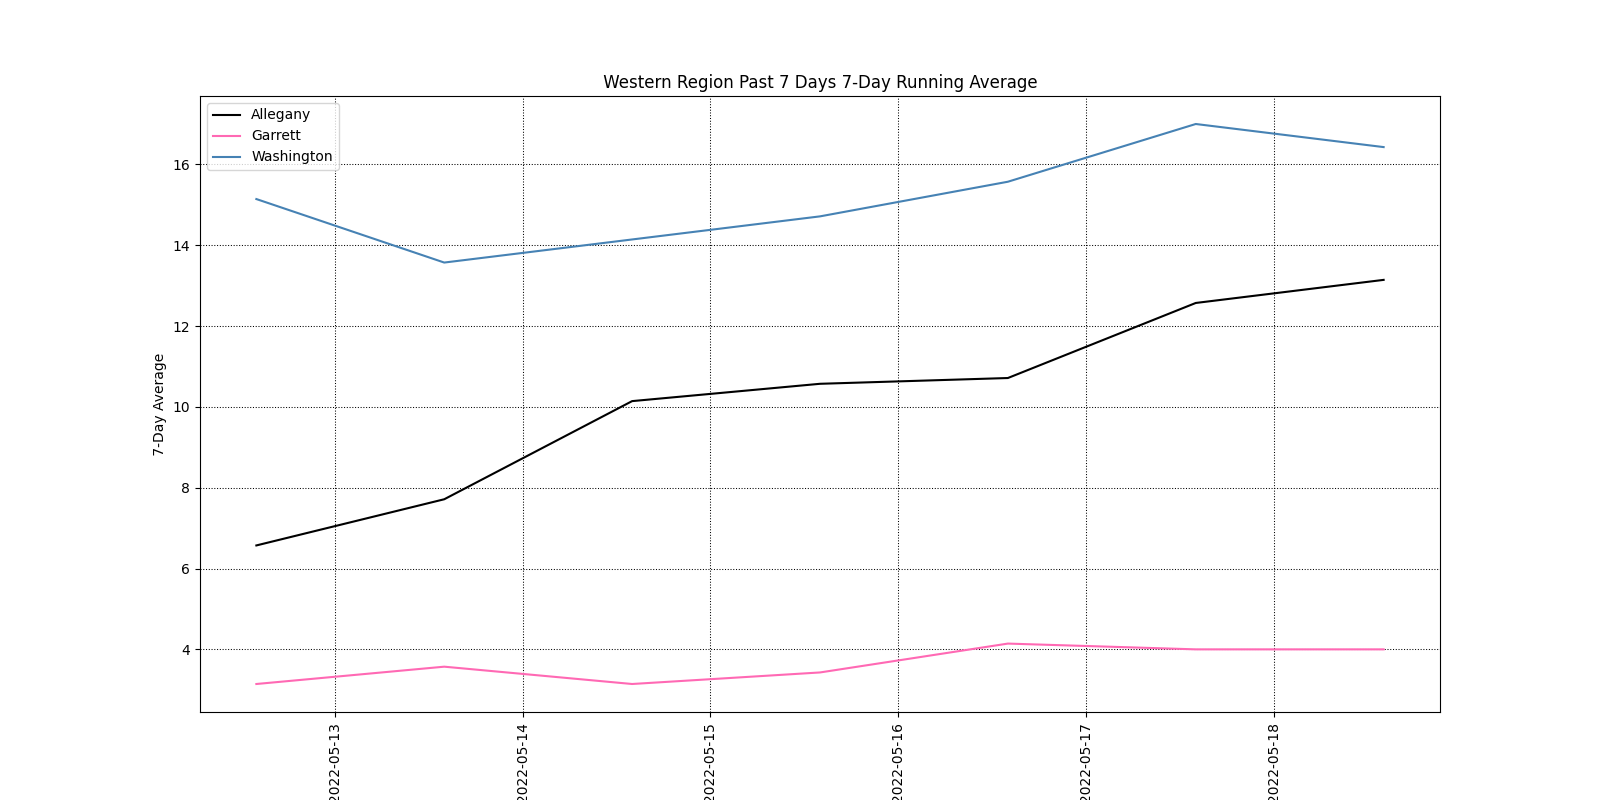 Western Region Past 7 Days 7-Day Running Average
Allegany
Garrett
Washington
7-Day Average
16
14
12
10
8
6
4
2022-05-13
2022-05-14
2022-05-15
2022-05-16
2022-05-17
2022-05-18